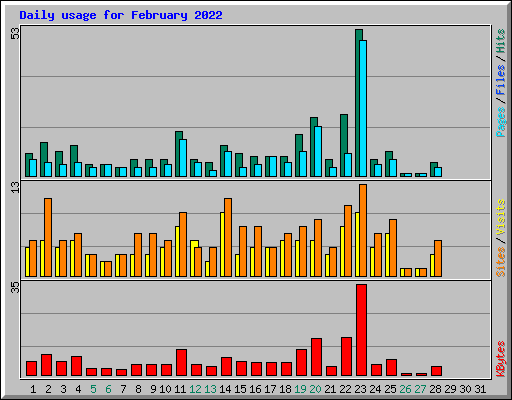 Daily usage for February 2022
53
Pages / Files / Hits
13
Sites / Visits
35
KBytes
1 2 3 4 5 6 7 8 9 10 11 12 13 14 15 16 17 18 19 20 21 22 23 24 25 26 27 28 29 30 31